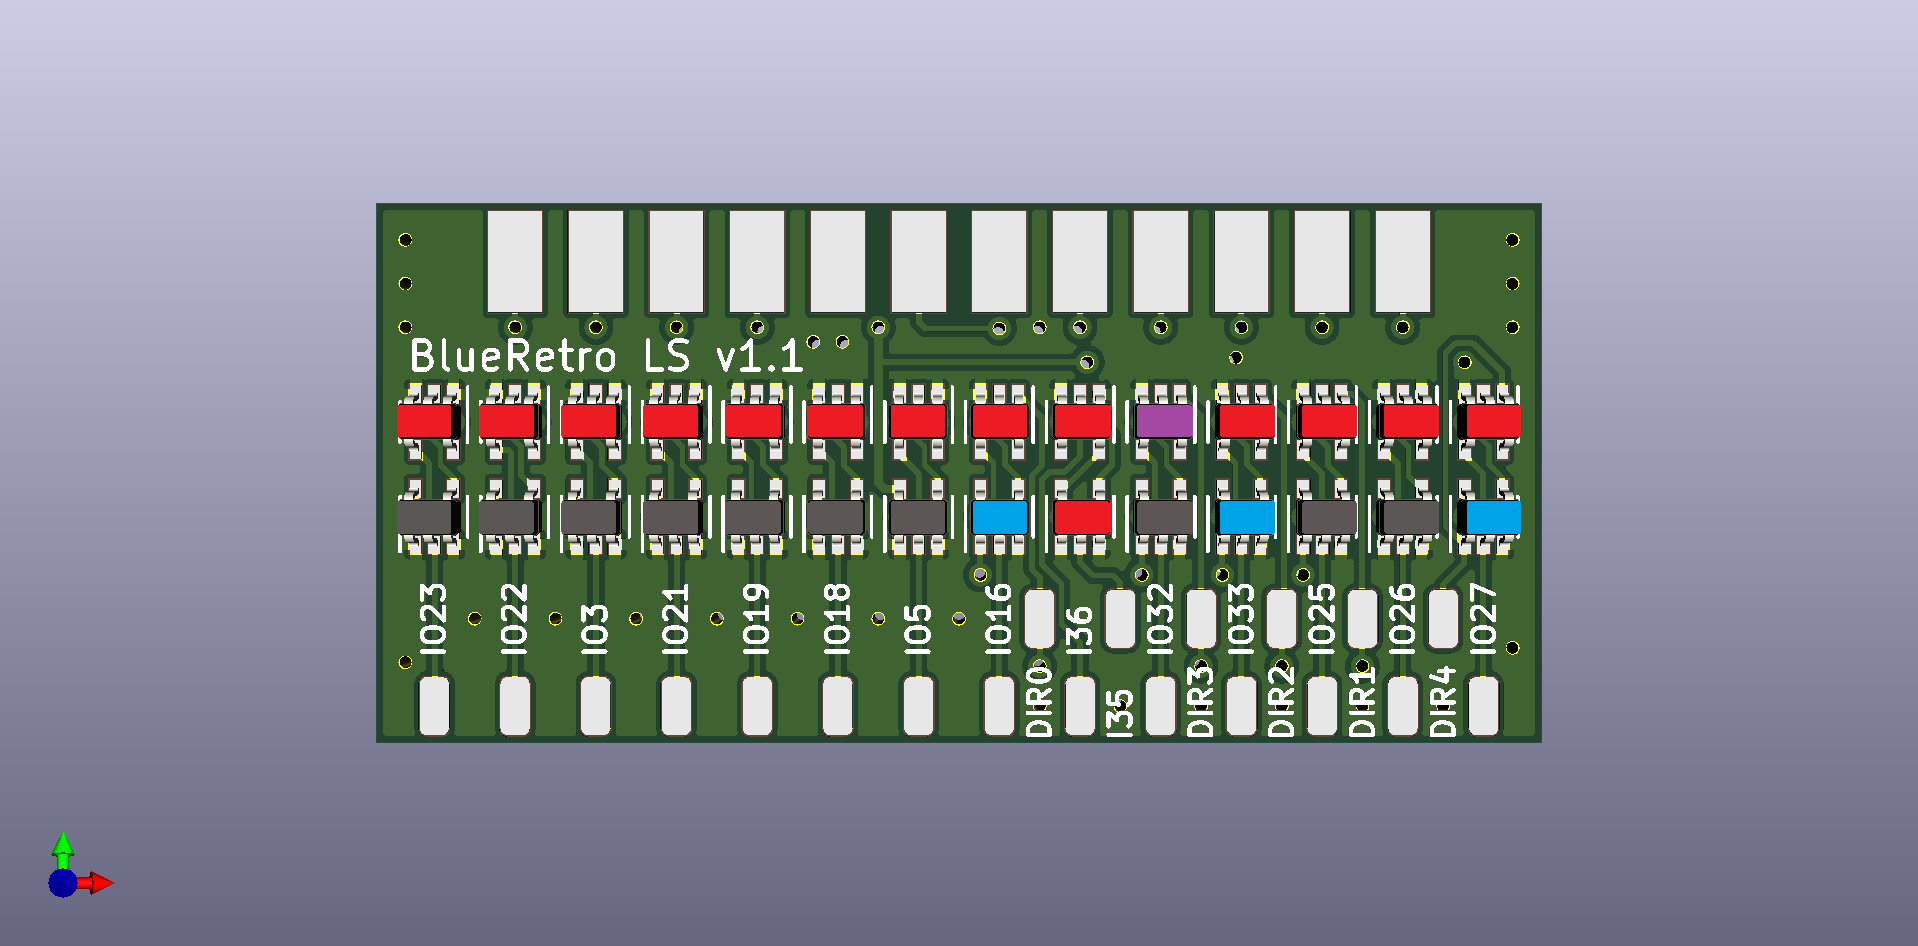 BlueRetro LS v1.1
IO23
IO22
IO3
IO21
IO19
IO18
IO5
IO16
I36
IO32
IO33
IO25
IO26
IO27
DIR0
I35
DIR3
DIR2
DIR1
DIR4